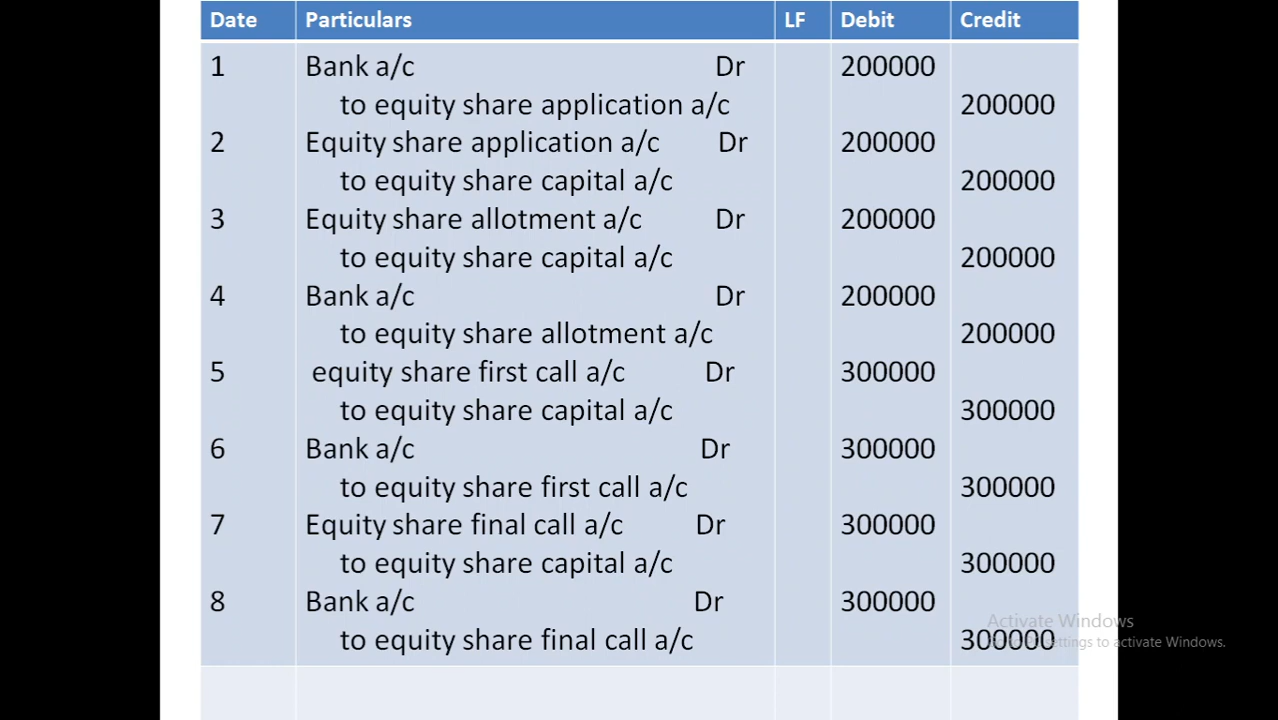 Date Particulars LF Debit Credit
1 Bank a/c Dr 200000
to equity share application a/c 200000
2 Equity share application a/c Dr 200000
to equity share capital a/c 200000
3 Equity share allotment a/c Dr 200000
to equity share capital a/c 200000
4 Bank a/c Dr 200000
to equity share allotment a/c 200000
5 equity share first call a/c Dr 300000
to equity share capital a/c 300000
6 Bank a/c Dr 300000
to equity share first call a/c 300000
7 Equity share final call a/c Dr 300000
to equity share capital a/c 300000
8 Bank a/c Dr 300000
Activate Windows
to equity share final call a/c 300000
settings to activate Windows.